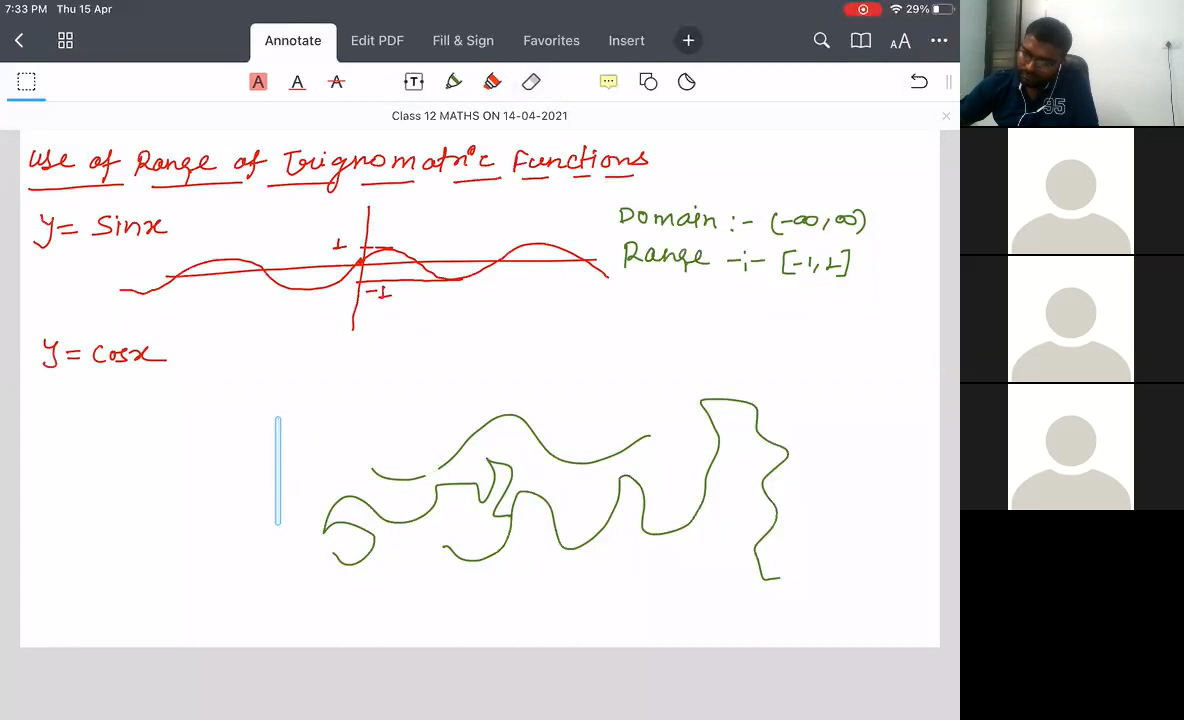 7:33 PM Thu 15 Apr
29%
Annotate Edit PDF Fill & Sign Favorites Insert
Class 12 MATHS ON 14-04-2021
Use of Range of Trignomatric Functions
y = Sinx
Domain :- (-∞,∞)
Range -:- [-1,1]
1
-1
y = Cosx
95